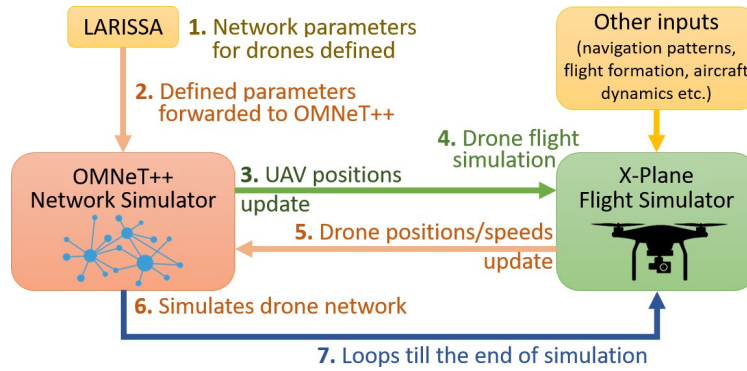 LARISSA
1. Network parameters
for drones defined
Other inputs
(navigation patterns,
flight formation, aircraft
dynamics etc.)
2. Defined parameters
forwarded to OMNeT++
4. Drone flight
simulation
OMNeT++
Network Simulator
3. UAV positions
update
X-Plane
Flight Simulator
5. Drone positions/speeds
update
6. Simulates drone network
7. Loops till the end of simulation